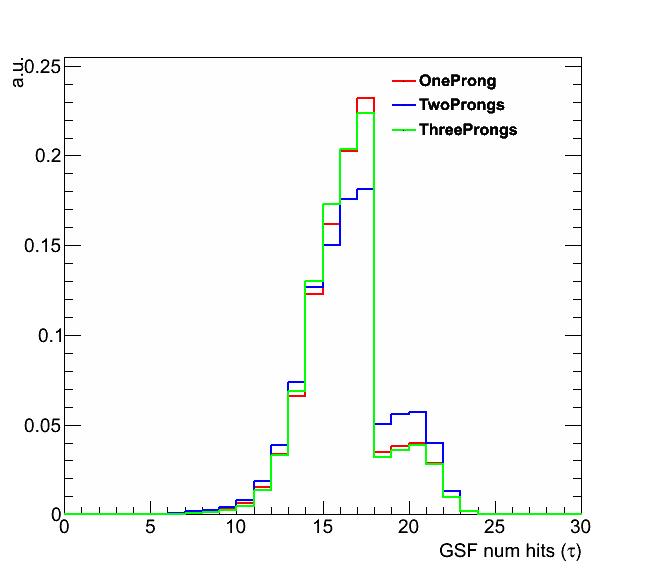 a.u.
0.25
0.2
0.15
0.1
0.05
0
OneProng
TwoProngs
ThreeProngs
0 5 10 15 20 25 30
GSF num hits (τ)